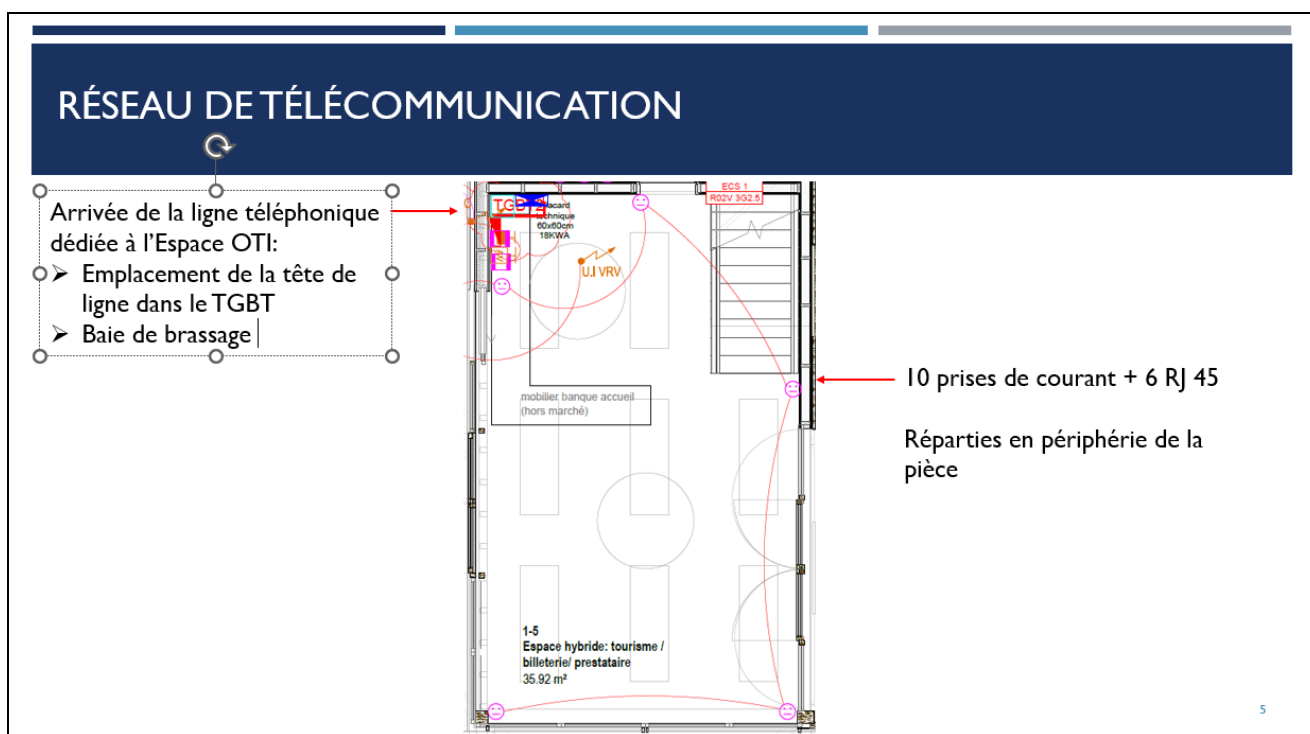 RÉSEAU DE TÉLÉCOMMUNICATION
Arrivée de la ligne téléphonique
dédiée à l'Espace OTI:
➢ Emplacement de la tête de
ligne dans le TGBT
➢ Baie de brassage
ECS 1
R02V 3G2.5
60x60cm
18KWA
U.I VRV
mobilier banque accueil
(hors marché)
10 prises de courant + 6 RJ 45
Réparties en périphérie de la
pièce
1-5
Espace hybride: tourisme /
billeterie/ prestataire
35.92 m²
5